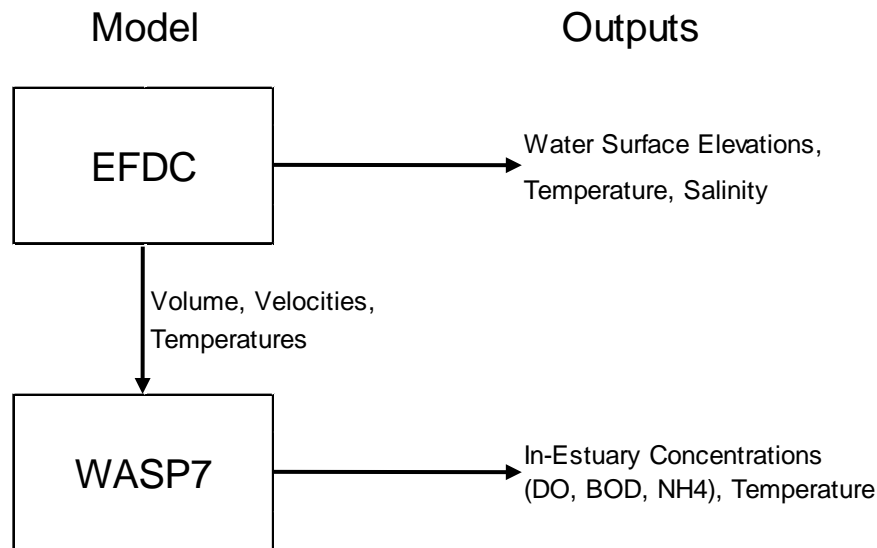 Model
Outputs
EFDC
Water Surface Elevations,
Temperature, Salinity
Volume, Velocities,
Temperatures
WASP7
In-Estuary Concentrations
(DO, BOD, NH4), Temperature